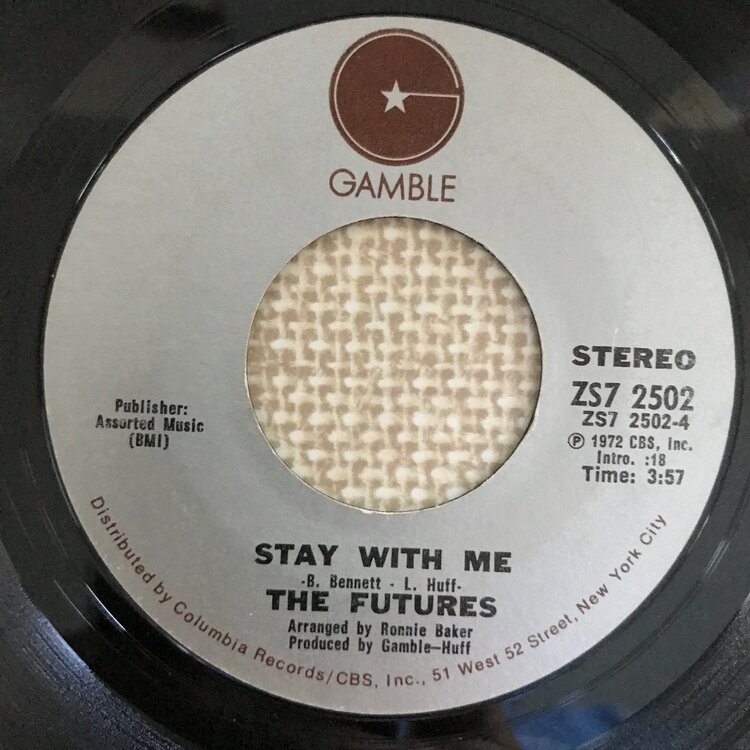 GAMBLE
STEREO
ZS7 2502
ZS7 2502-4
Ⓟ 1972 CBS, Inc.
Intro. :18
Time: 3:57
Publisher:
Assorted Music
(BMI)
STAY WITH ME
-B. Bennett - L. Huff-
THE FUTURES
Arranged by Ronnie Baker
Produced by Gamble-Huff
Distributed by Columbia Records/CBS, Inc., 51 West 52 Street, New York City